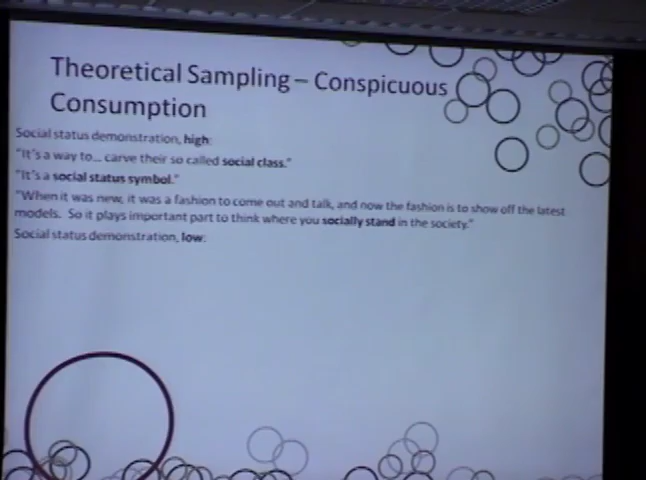 Theoretical Sampling – Conspicuous
Consumption
Social status demonstration, high:
"It's a way to... carve their so called social class."
"It's a social status symbol."
"When it was new, it was a fashion to come out and talk, and now the fashion is to show off the latest
models.  So it plays important part to think where you socially stand in the society."
Social status demonstration, low: